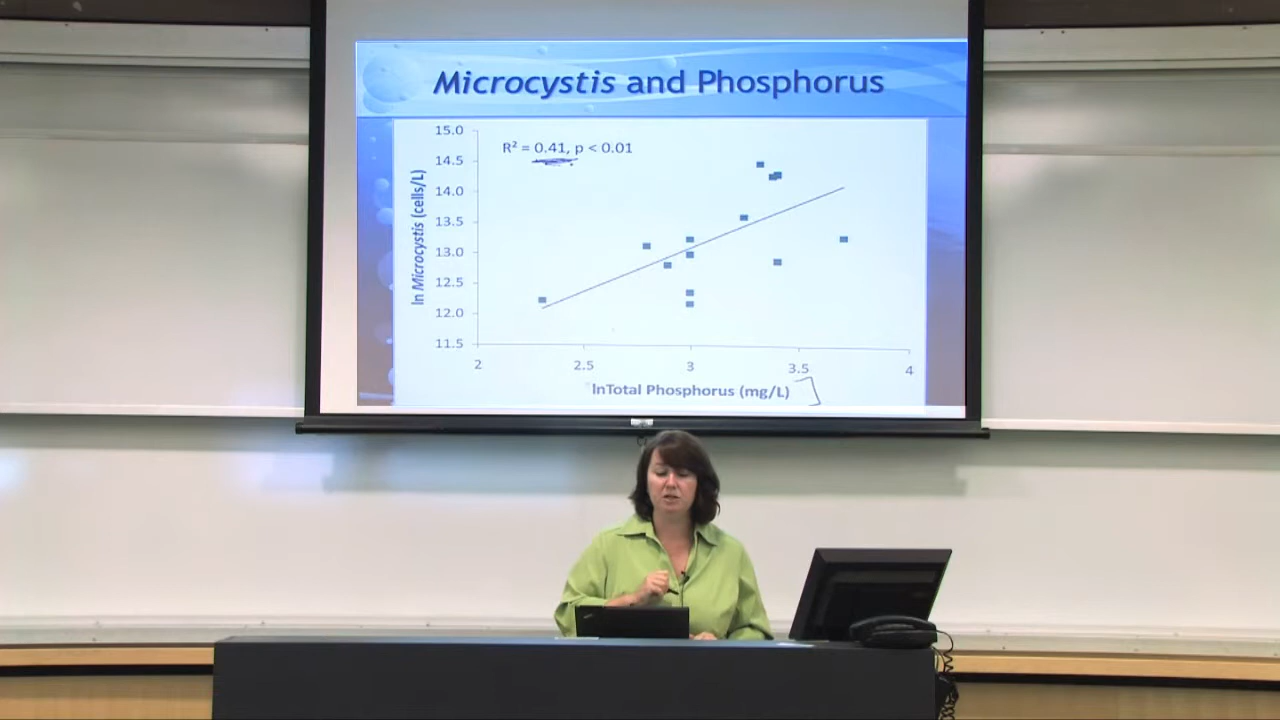 Microcystis and Phosphorus
R² = 0.41, p < 0.01
15.0
14.5
14.0
13.5
13.0
12.5
12.0
11.5
ln Microcystis (cells/L)
2 2.5 3 3.5 4
lnTotal Phosphorus (mg/L)